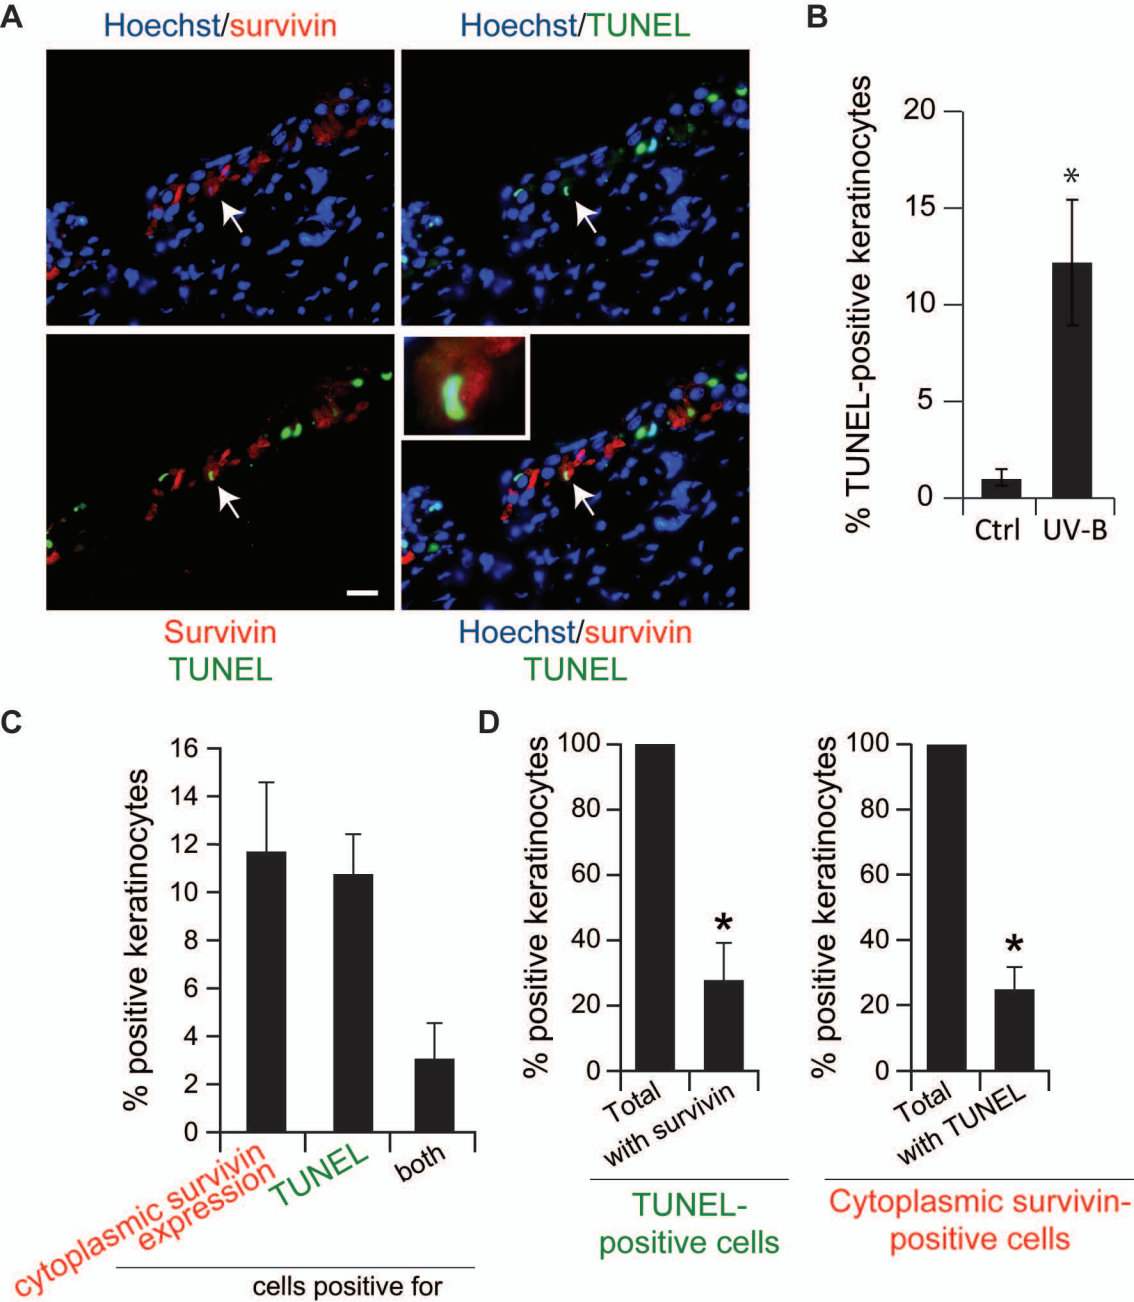 A
Hoechst/survivin
Hoechst/TUNEL
Survivin
TUNEL
Hoechst/survivin
TUNEL
B
% TUNEL-positive keratinocytes
20
15
10
5
0
*
Ctrl
UV-B
C
% positive keratinocytes
16
14
12
10
8
6
4
2
0
cytoplasmic survivin
expression
TUNEL
both
cells positive for
D
% positive keratinocytes
100
80
60
40
20
0
*
Total
with survivin
TUNEL-
positive cells
% positive keratinocytes
100
80
60
40
20
0
*
Total
with TUNEL
Cytoplasmic survivin-
positive cells